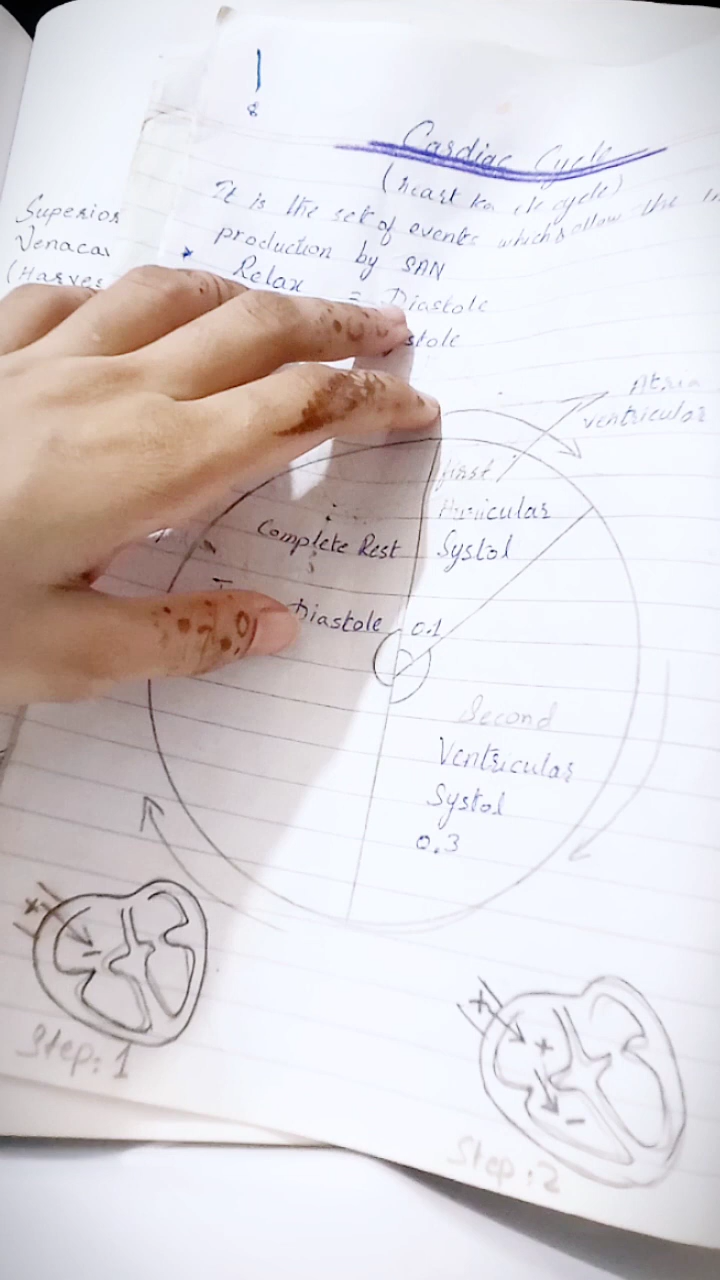 Cardiac Cycle
(heart ka cycle)
It is the set of events which allow the
production by SAN
Relax = Diastole
stole
Superior
Venacav
(Harves
Atria
ventricular
first
Auricular
Systol
Complete Rest
Diastole
0.1
Second
Ventricular
Systol
0.3
+
-
Step:1
+
+
-
Step:2